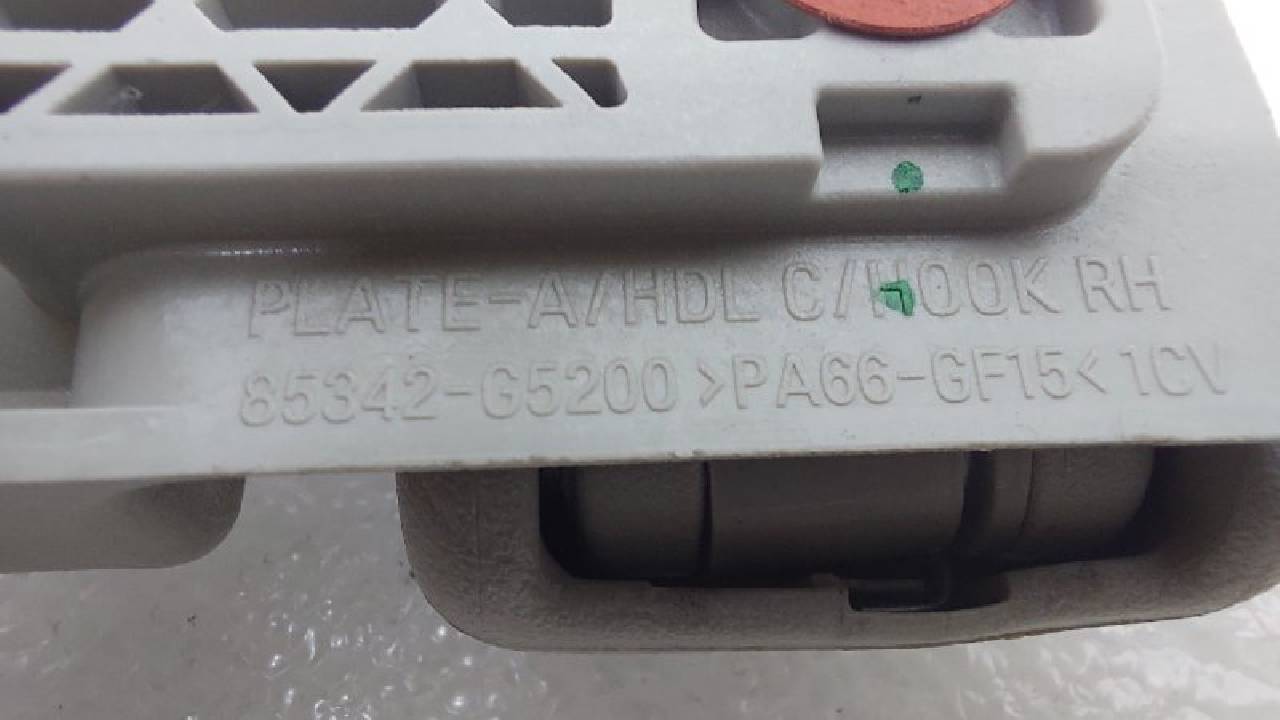 PLATE-A/HDL C/HOOK RH
85342-G5200 >PA66-GF15< 1CV